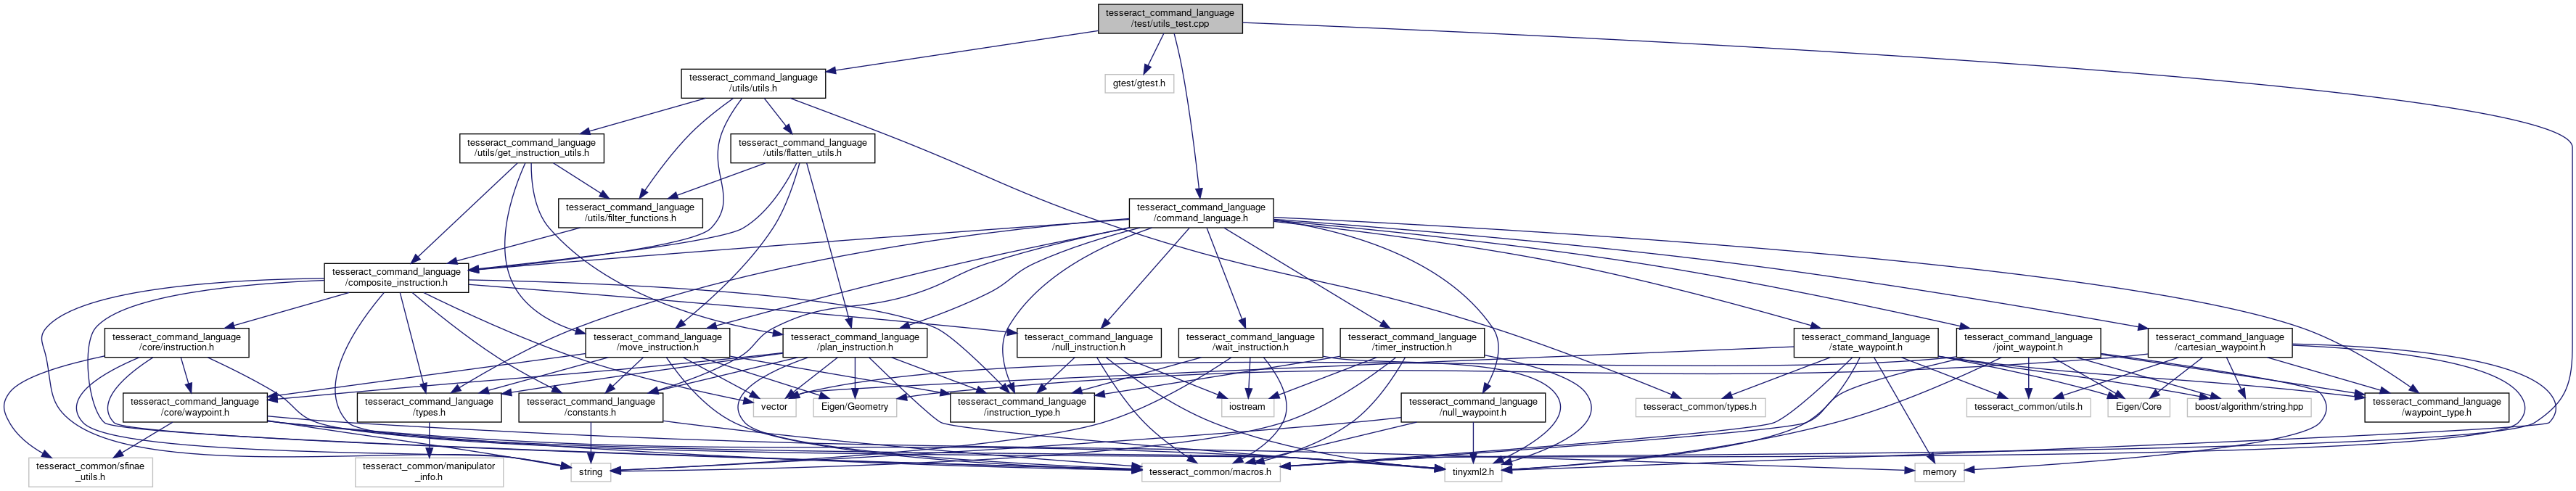 tesseract_command_language
/test/utils_test.cpp
tesseract_command_language
/utils/utils.h
gtest/gtest.h
tesseract_command_language
/utils/get_instruction_utils.h
tesseract_command_language
/utils/flatten_utils.h
tesseract_command_language
/utils/filter_functions.h
tesseract_command_language
/command_language.h
tesseract_command_language
/composite_instruction.h
tesseract_command_language
/core/instruction.h
tesseract_command_language
/move_instruction.h
tesseract_command_language
/plan_instruction.h
tesseract_command_language
/null_instruction.h
tesseract_command_language
/wait_instruction.h
tesseract_command_language
/timer_instruction.h
tesseract_command_language
/state_waypoint.h
tesseract_command_language
/joint_waypoint.h
tesseract_command_language
/cartesian_waypoint.h
tesseract_command_language
/core/waypoint.h
tesseract_command_language
/types.h
tesseract_command_language
/constants.h
vector
Eigen/Geometry
tesseract_command_language
/instruction_type.h
iostream
tesseract_command_language
/null_waypoint.h
tesseract_common/types.h
tesseract_common/utils.h
Eigen/Core
boost/algorithm/string.hpp
tesseract_command_language
/waypoint_type.h
tesseract_common/sfinae
_utils.h
tesseract_common/manipulator
_info.h
string
tesseract_common/macros.h
tinyxml2.h
memory